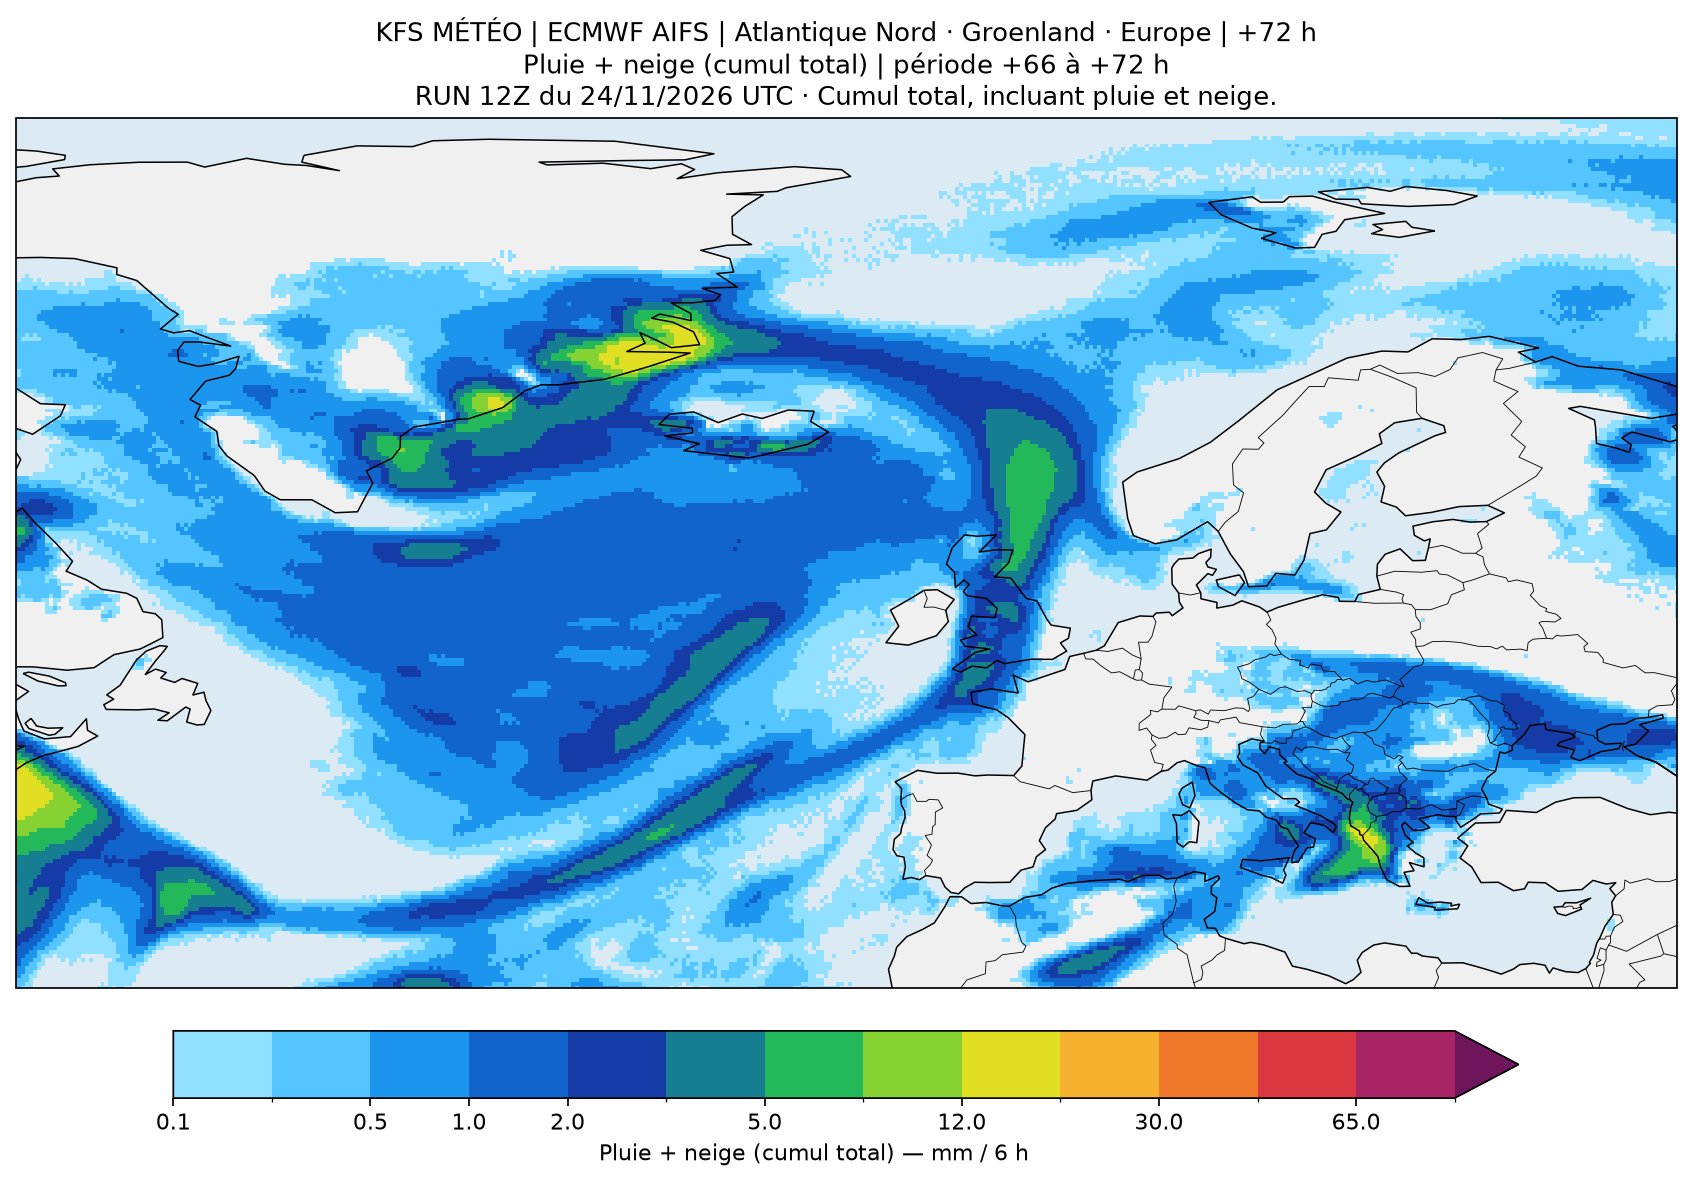 KFS MÉTÉO | ECMWF AIFS | Atlantique Nord · Groenland · Europe | +72 h
Pluie + neige (cumul total) | période +66 à +72 h
RUN 12Z du 24/11/2026 UTC · Cumul total, incluant pluie et neige.
0.1 0.5 1.0 2.0 5.0 12.0 30.0 65.0
Pluie + neige (cumul total) — mm / 6 h